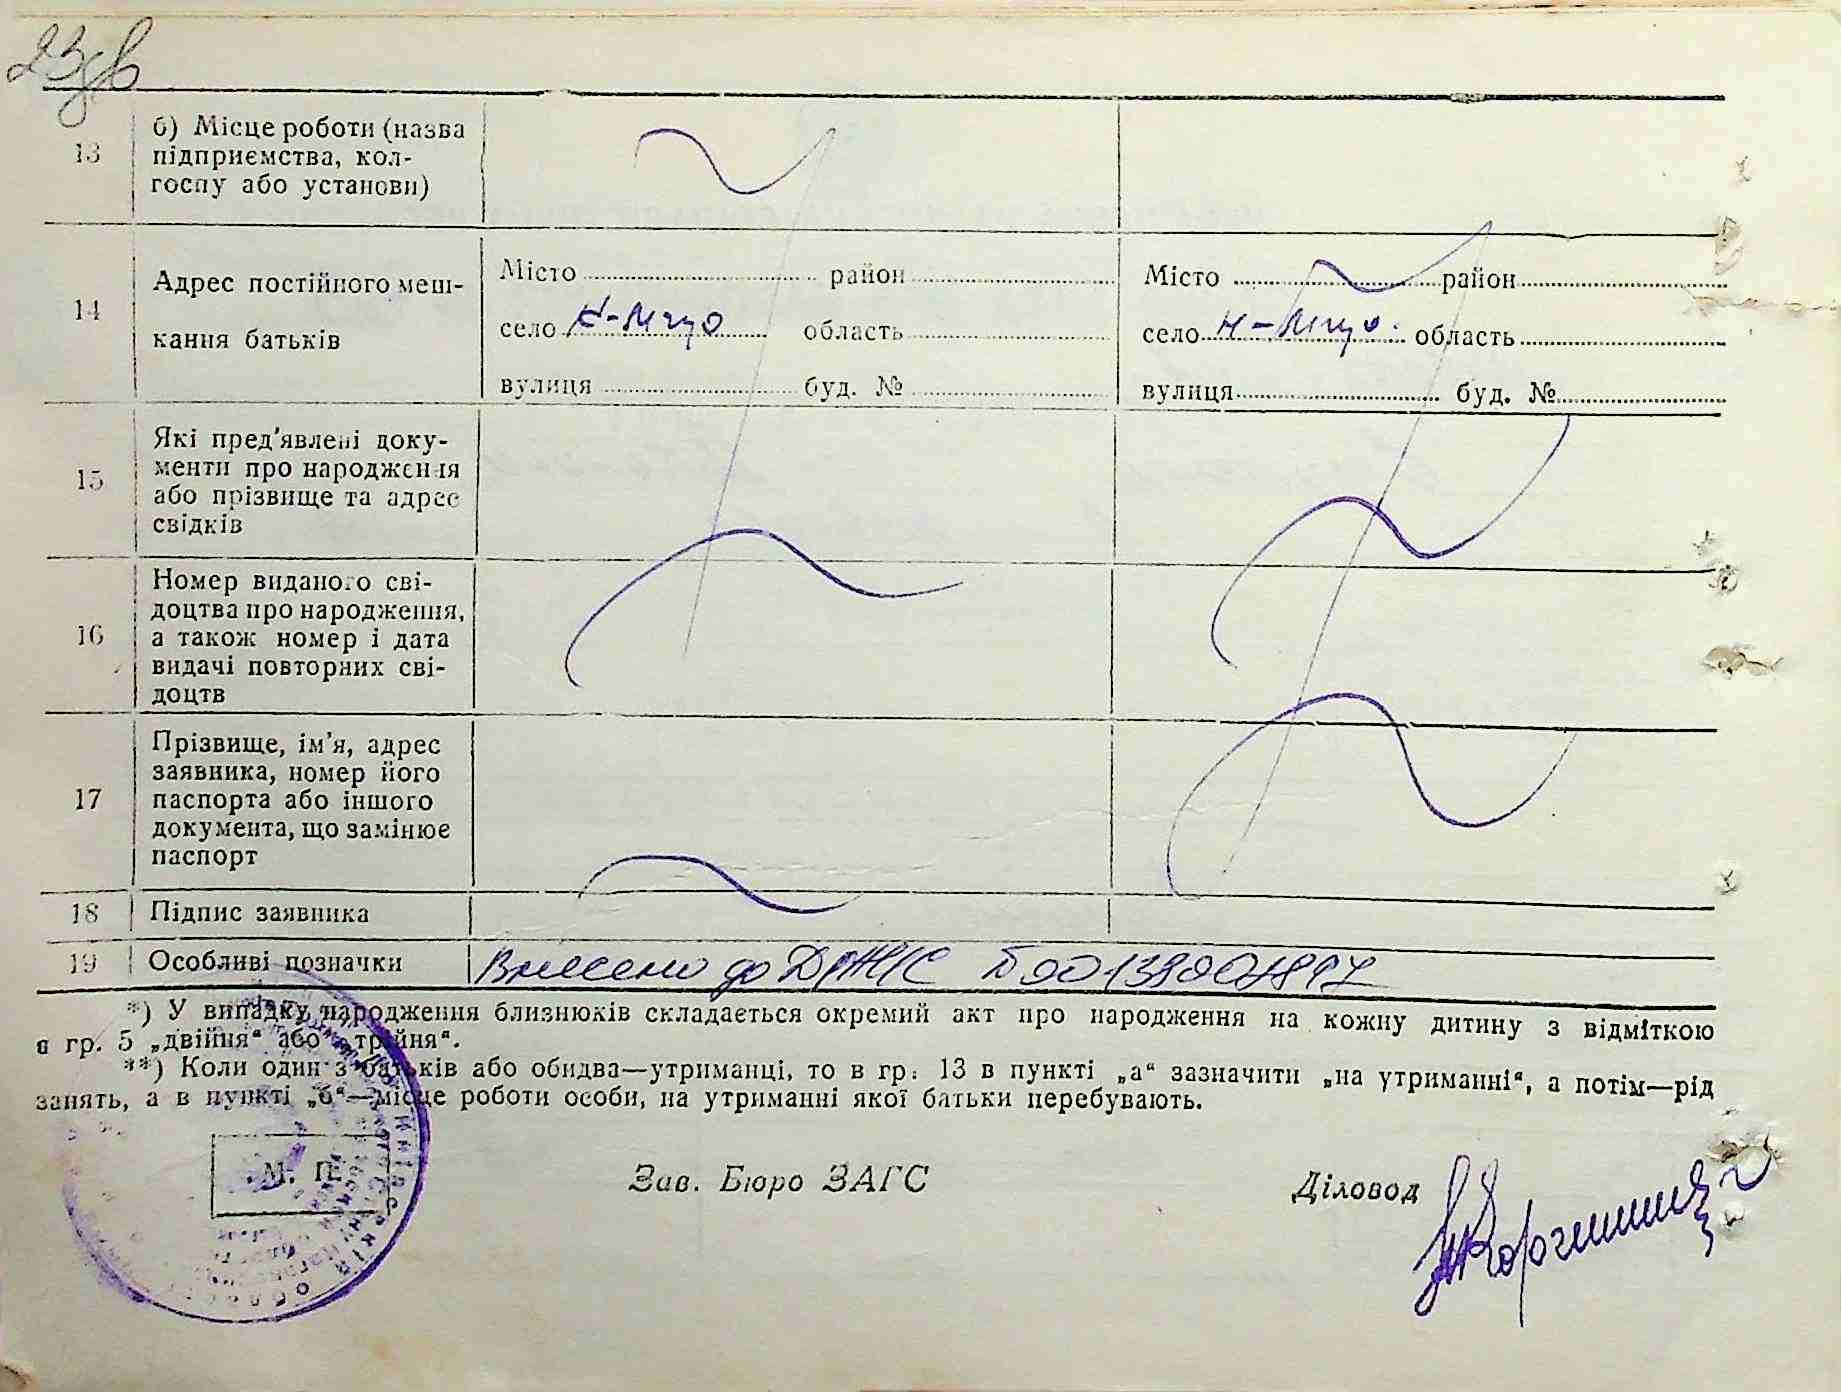 23зв
13
б) Місце роботи (назва
підприємства, кол-
госпу або установи)
14
Адрес постійного меш-
кання батьків
Місто район
село область
вулиця буд. №
Місто район
село область
вулиця буд. №
15
Які пред'явлені доку-
менти про народження
або прізвище та адрес
свідків
16
Номер виданого сві-
доцтва про народження,
а також номер і дата
видачі повторних сві-
доцтв
17
Прізвище, ім'я, адрес
заявника, номер його
паспорта або іншого
документа, що замінює
паспорт
18
Підпис заявника
19
Особливі позначки
Внесено до ДРАЦС
*) У випадку народження близнюків складається окремий акт про народження на кожну дитину з відміткою
в гр. 5 „двійня“ або „трійня“.
**) Коли один з батьків або обидва—утриманці, то в гр. 13 в пункті „а“ зазначити „на утриманні“, а потім—рід
занять, а в пункті „б“—місце роботи особи, на утриманні якої батьки перебувають.
М. П.
Зав. Бюро ЗАГС
Діловод